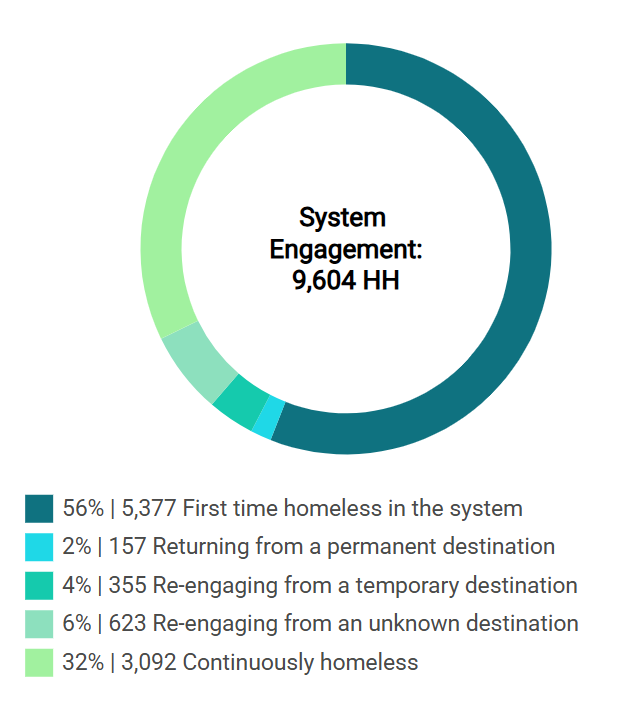 System
Engagement:
9,604 HH
56% | 5,377 First time homeless in the system
2% | 157 Returning from a permanent destination
4% | 355 Re-engaging from a temporary destination
6% | 623 Re-engaging from an unknown destination
32% | 3,092 Continuously homeless